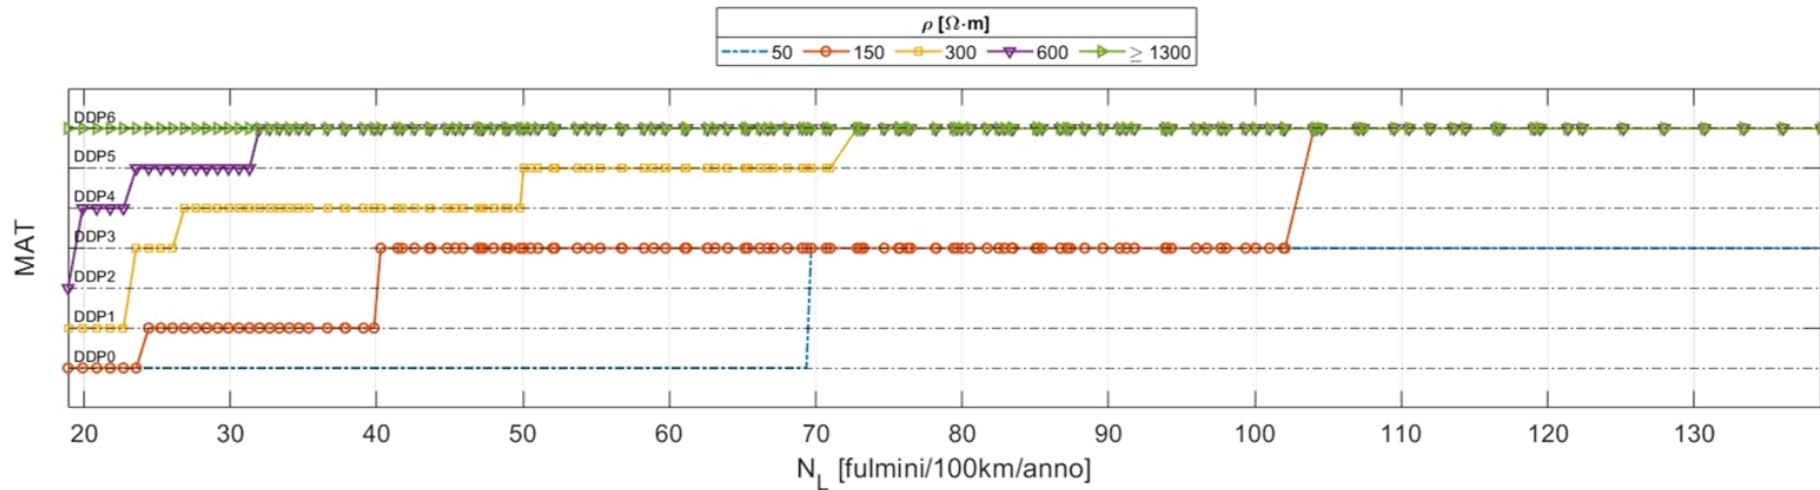 ρ [Ω·m]
50 150 300 600 ≥ 1300
DDP6
DDP5
DDP4
DDP3
DDP2
DDP1
DDP0
MAT
20 30 40 50 60 70 80 90 100 110 120 130
N_L [fulmini/100km/anno]